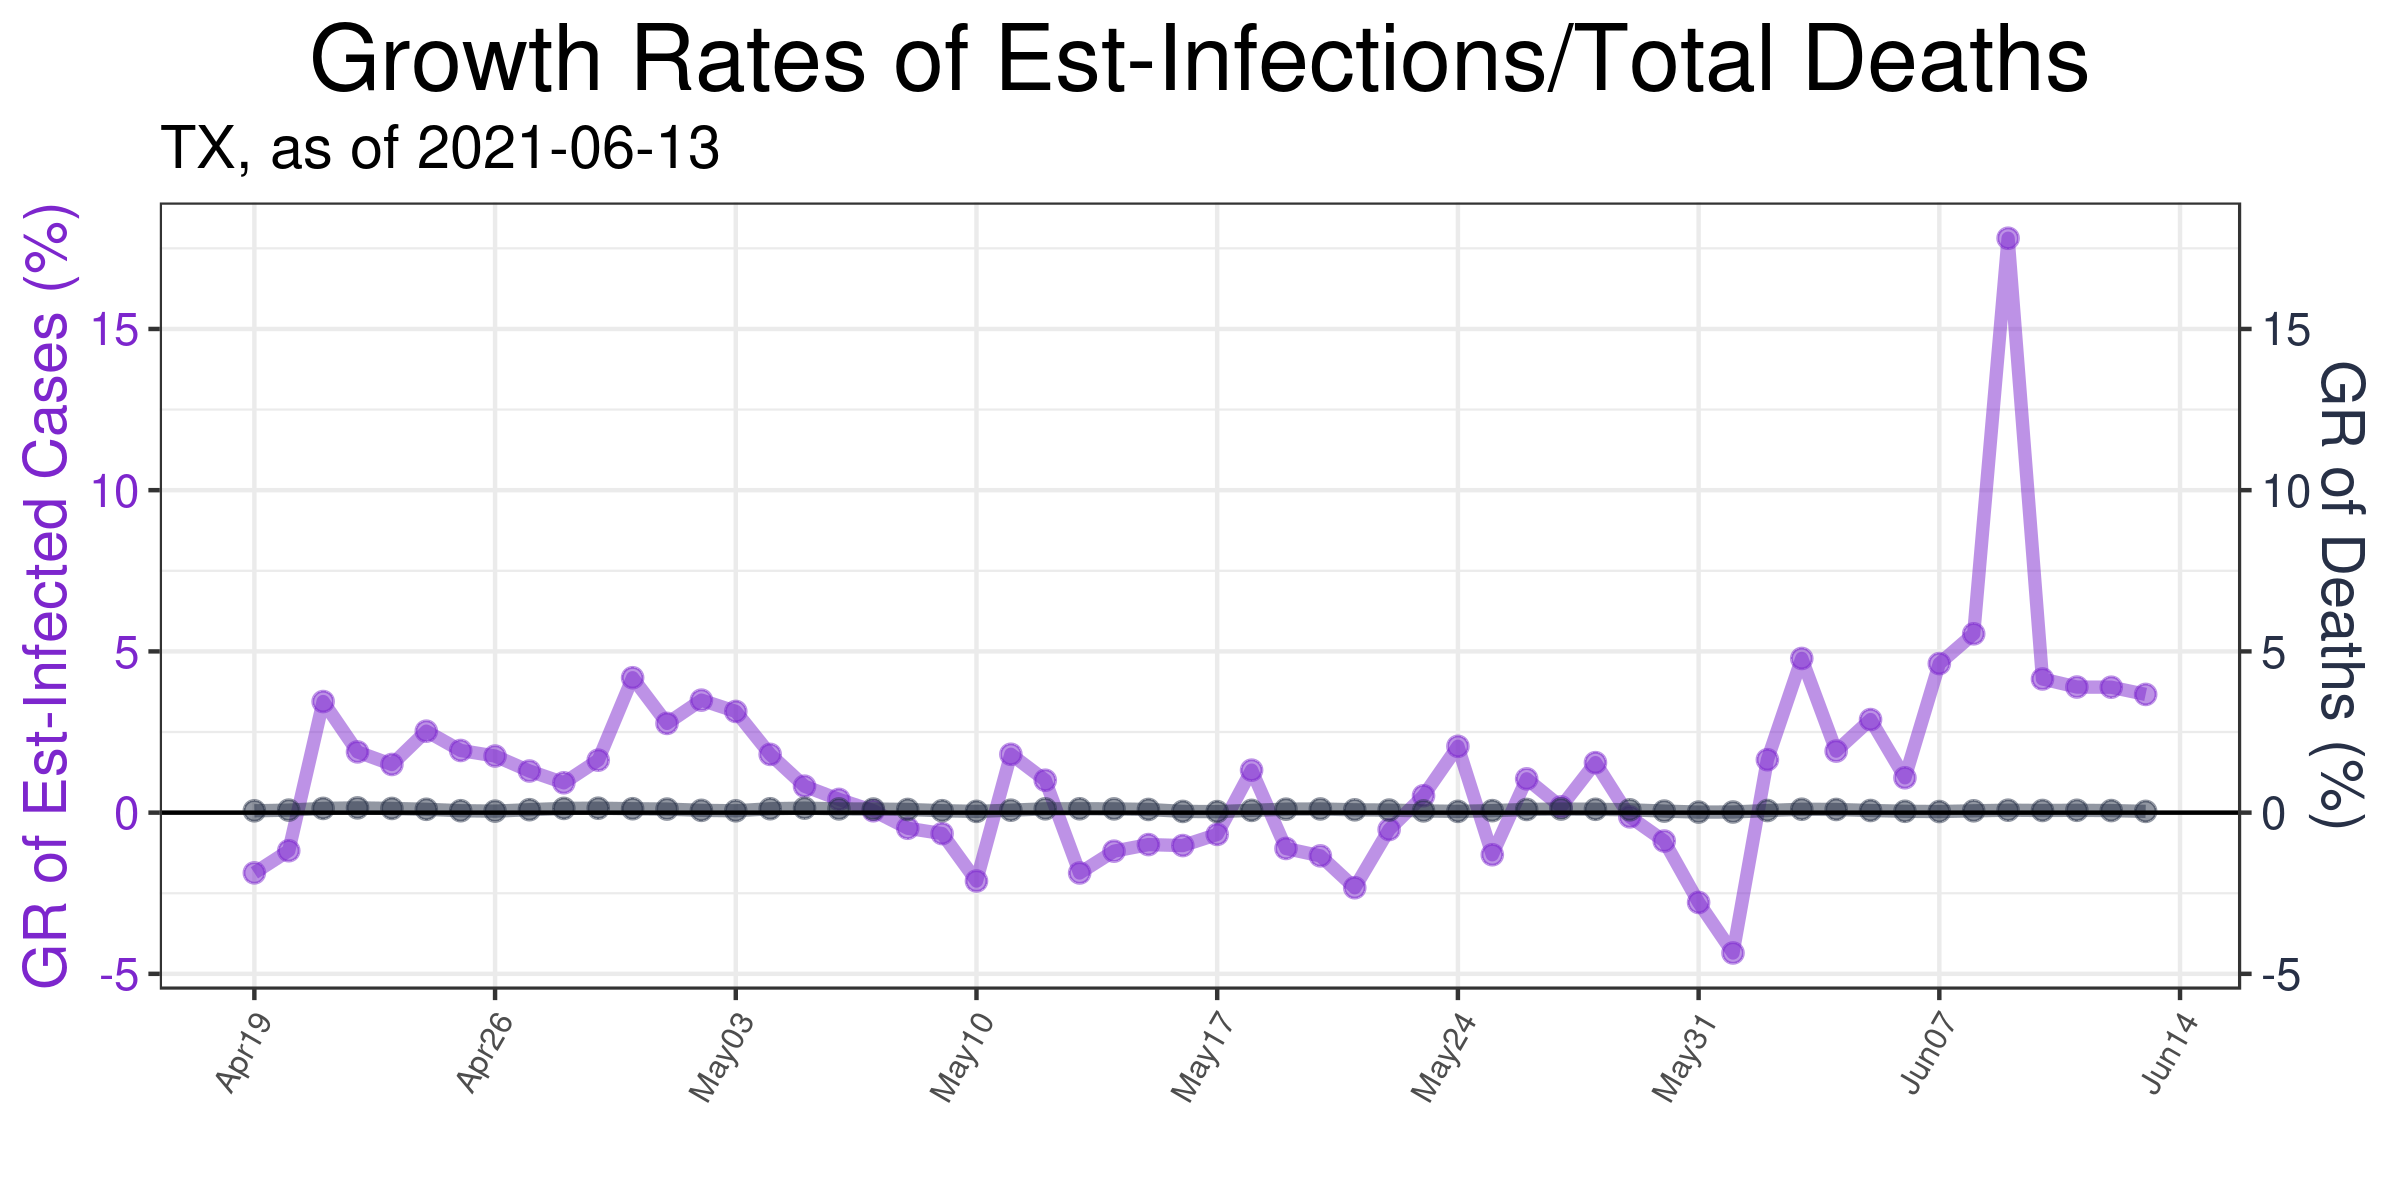 Growth Rates of Est-Infections/Total Deaths
TX, as of 2021-06-13
GR of Est-Infected Cases (%)
15
10
5
0
-5
15
10
5
0
-5
GR of Deaths (%)
Apr19
Apr26
May03
May10
May17
May24
May31
Jun07
Jun14